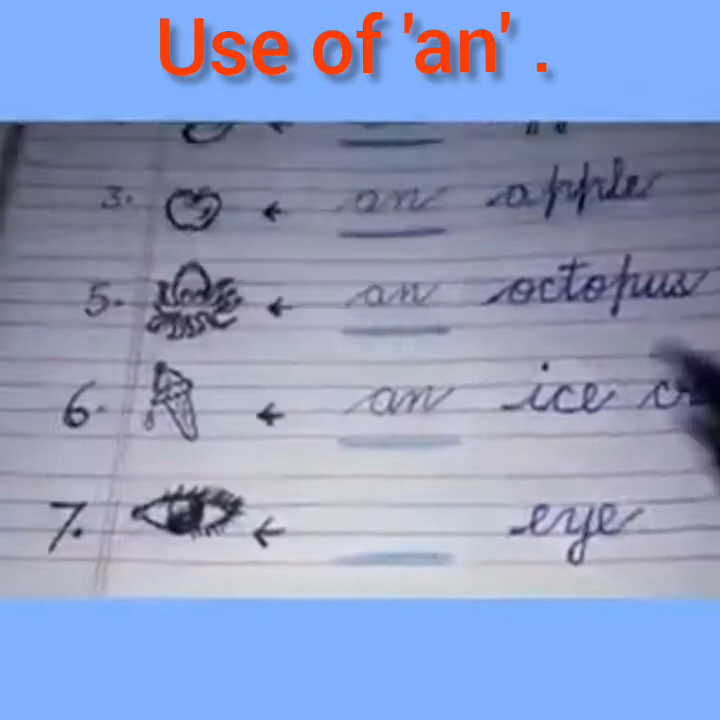 Use of 'an' .
3. an apple
5. an octopus
6. an ice
7. eye